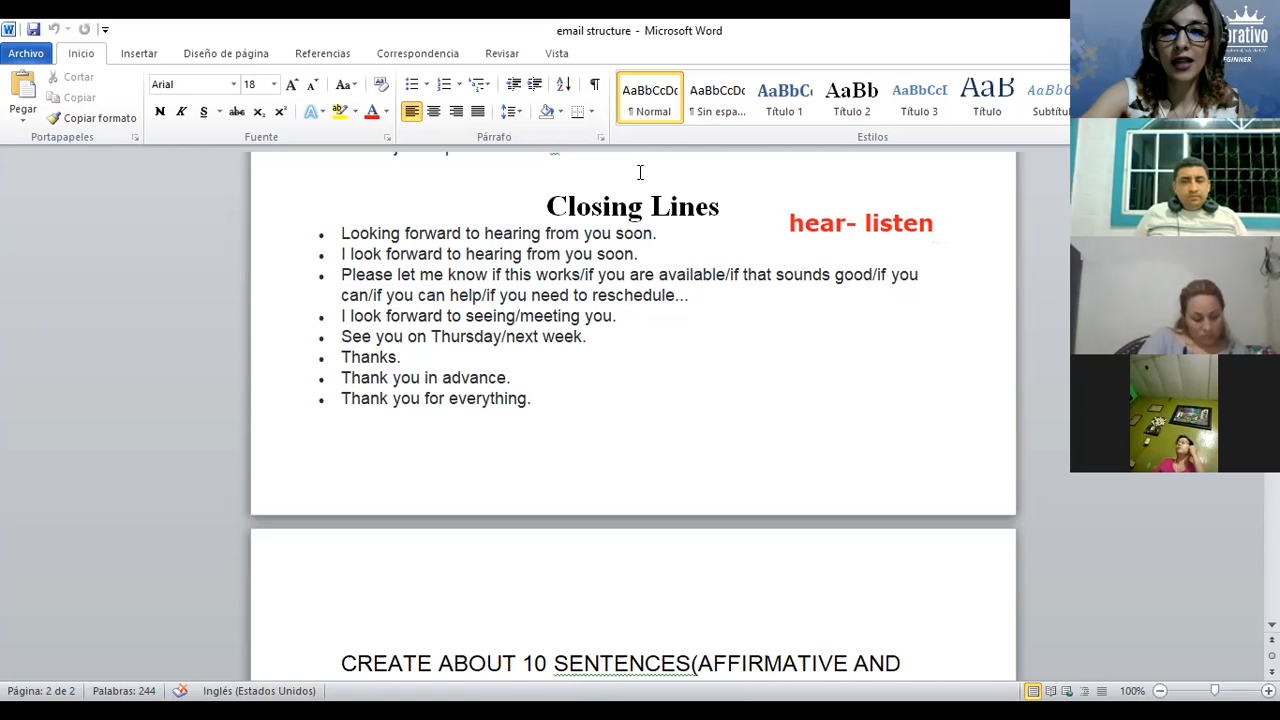 email structure - Microsoft Word
Archivo Inicio Insertar Diseño de página Referencias Correspondencia Revisar Vista
Pegar
Cortar
Copiar
Copiar formato
Portapapeles
Arial 18
N K S abc x₂ x²
Fuente
Párrafo
AaBbCcDc AaBbCcDc AaBbC AaBb AaBbCcI AaB
¶ Normal ¶ Sin espa... Título 1 Título 2 Título 3 Título Subtítu
Estilos
orativo
EGINNER
Closing Lines
hear- listen
• Looking forward to hearing from you soon.
• I look forward to hearing from you soon.
• Please let me know if this works/if you are available/if that sounds good/if you
can/if you can help/if you need to reschedule...
• I look forward to seeing/meeting you.
• See you on Thursday/next week.
• Thanks.
• Thank you in advance.
• Thank you for everything.
CREATE ABOUT 10 SENTENCES(AFFIRMATIVE AND
Página: 2 de 2 Palabras: 244 Inglés (Estados Unidos) 100%